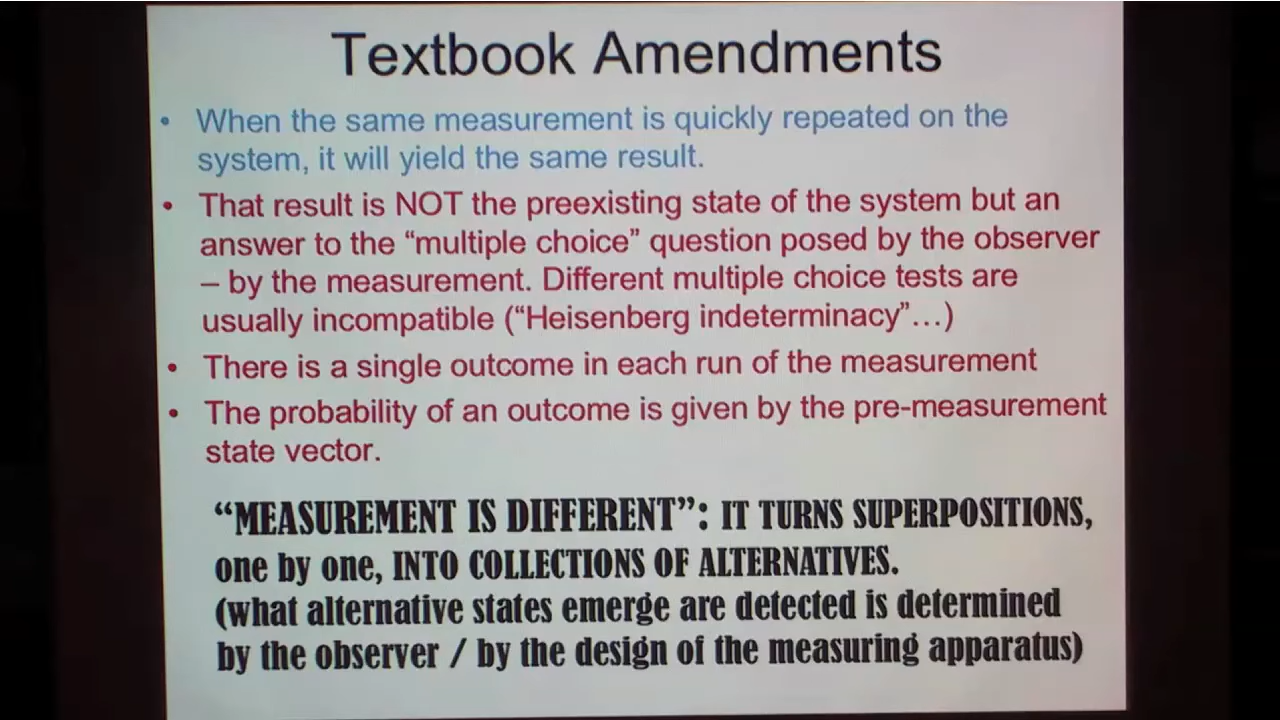 Textbook Amendments
• When the same measurement is quickly repeated on the
system, it will yield the same result.
• That result is NOT the preexisting state of the system but an
answer to the “multiple choice” question posed by the observer
– by the measurement. Different multiple choice tests are
usually incompatible (“Heisenberg indeterminacy”…)
• There is a single outcome in each run of the measurement
• The probability of an outcome is given by the pre-measurement
state vector.
“MEASUREMENT IS DIFFERENT”: IT TURNS SUPERPOSITIONS,
one by one, INTO COLLECTIONS OF ALTERNATIVES.
(what alternative states emerge are detected is determined
by the observer / by the design of the measuring apparatus)